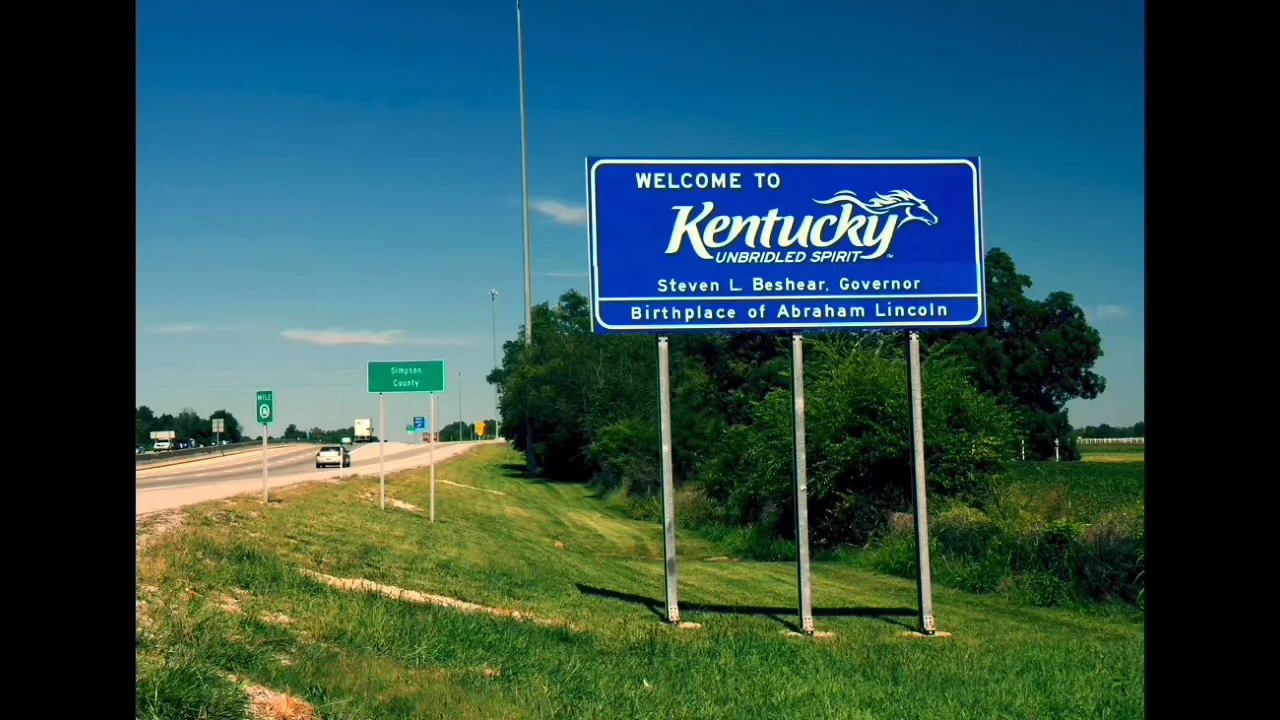 WELCOME TO
Kentucky
UNBRIDLED SPIRIT
Steven L. Beshear, Governor
Birthplace of Abraham Lincoln
Simpson
County
MILE